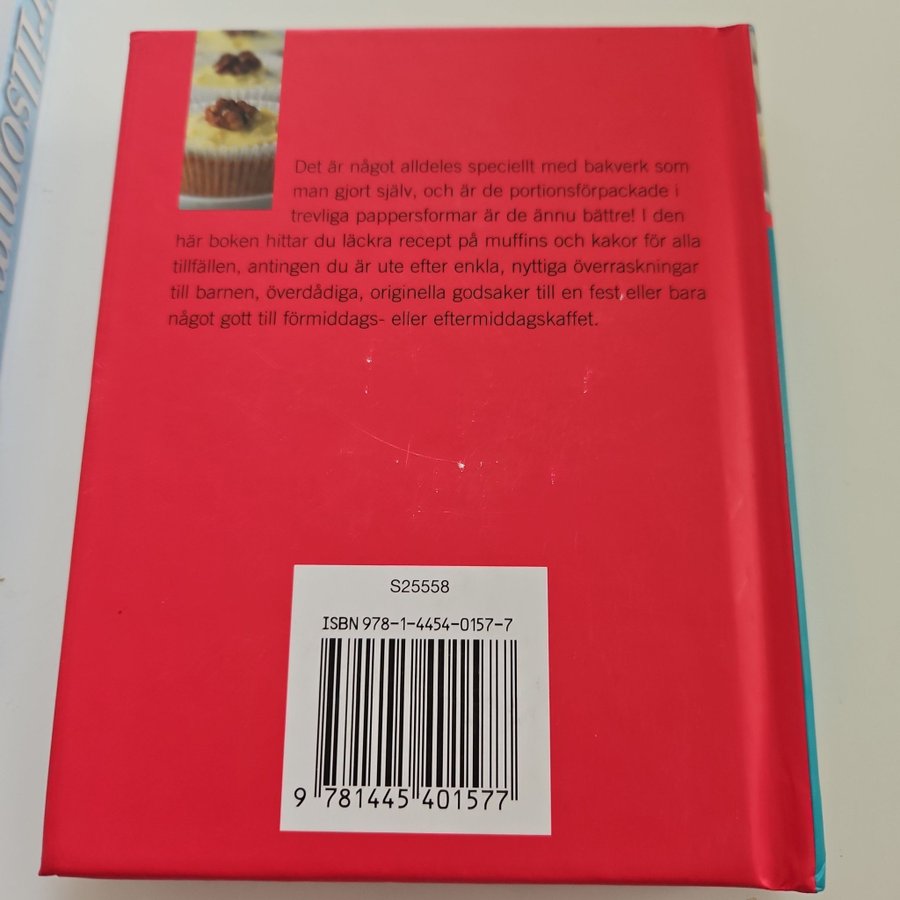 Det är något alldeles speciellt med bakverk som
man gjort själv, och är de portionsförpackade i
trevliga pappersformar är de ännu bättre! I den
här boken hittar du läckra recept på muffins och kakor för alla
tillfällen, antingen du är ute efter enkla, nyttiga överraskningar
till barnen, överdådiga, originella godsaker till en fest eller bara
något gott till förmiddags- eller eftermiddagskaffet.
S25558
ISBN 978-1-4454-0157-7
9 781445 401577